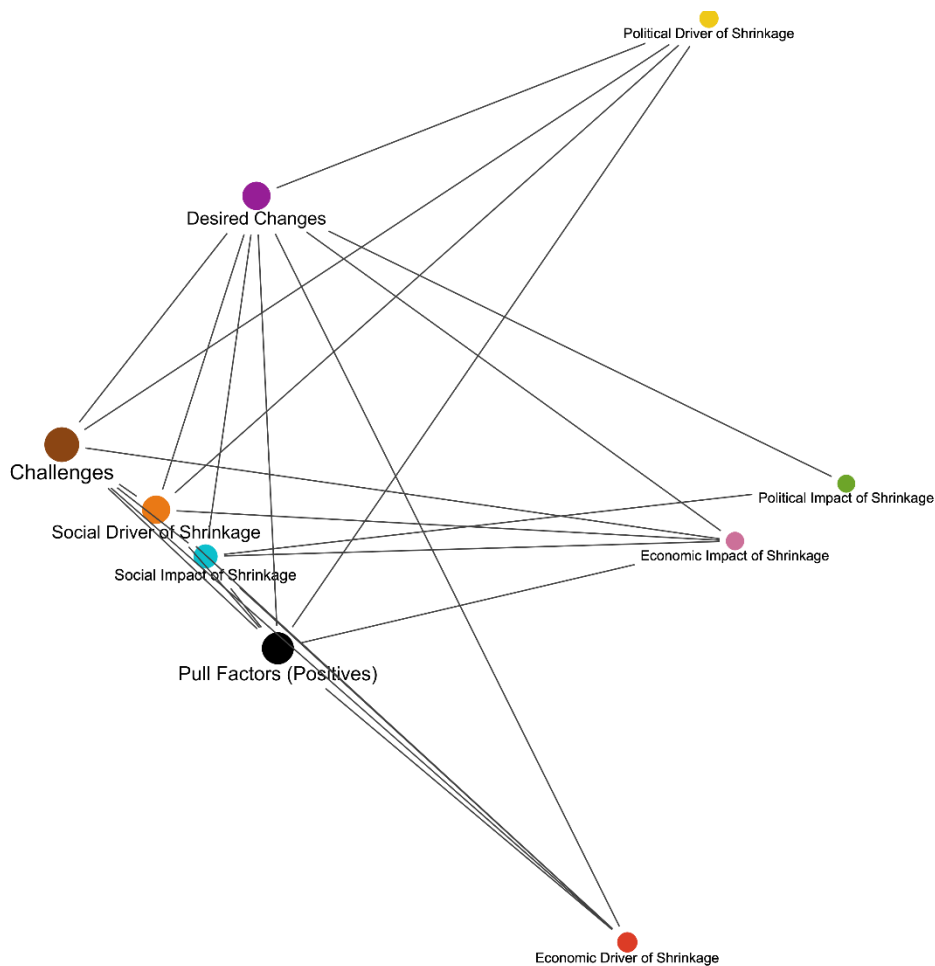 Political Driver of Shrinkage
Desired Changes
Challenges
Political Impact of Shrinkage
Social Driver of Shrinkage
Economic Impact of Shrinkage
Social Impact of Shrinkage
Pull Factors (Positives)
Economic Driver of Shrinkage